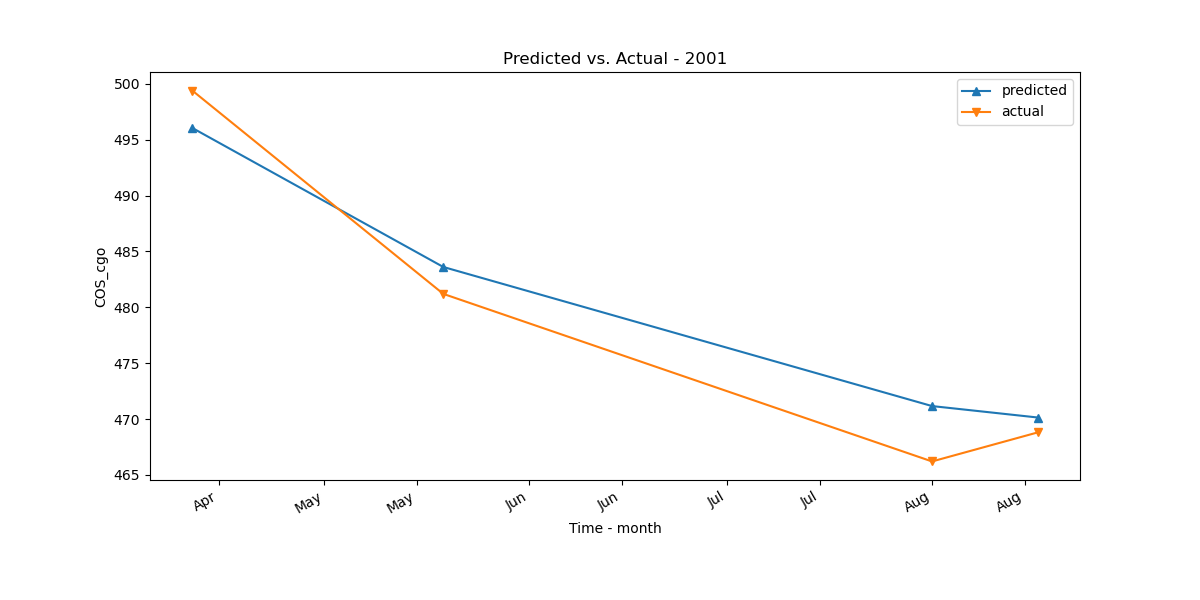 Predicted vs. Actual - 2001
predicted
actual
500
495
490
485
480
475
470
465
COS_cgo
Apr
May
May
Jun
Jun
Jul
Jul
Aug
Aug
Time - month